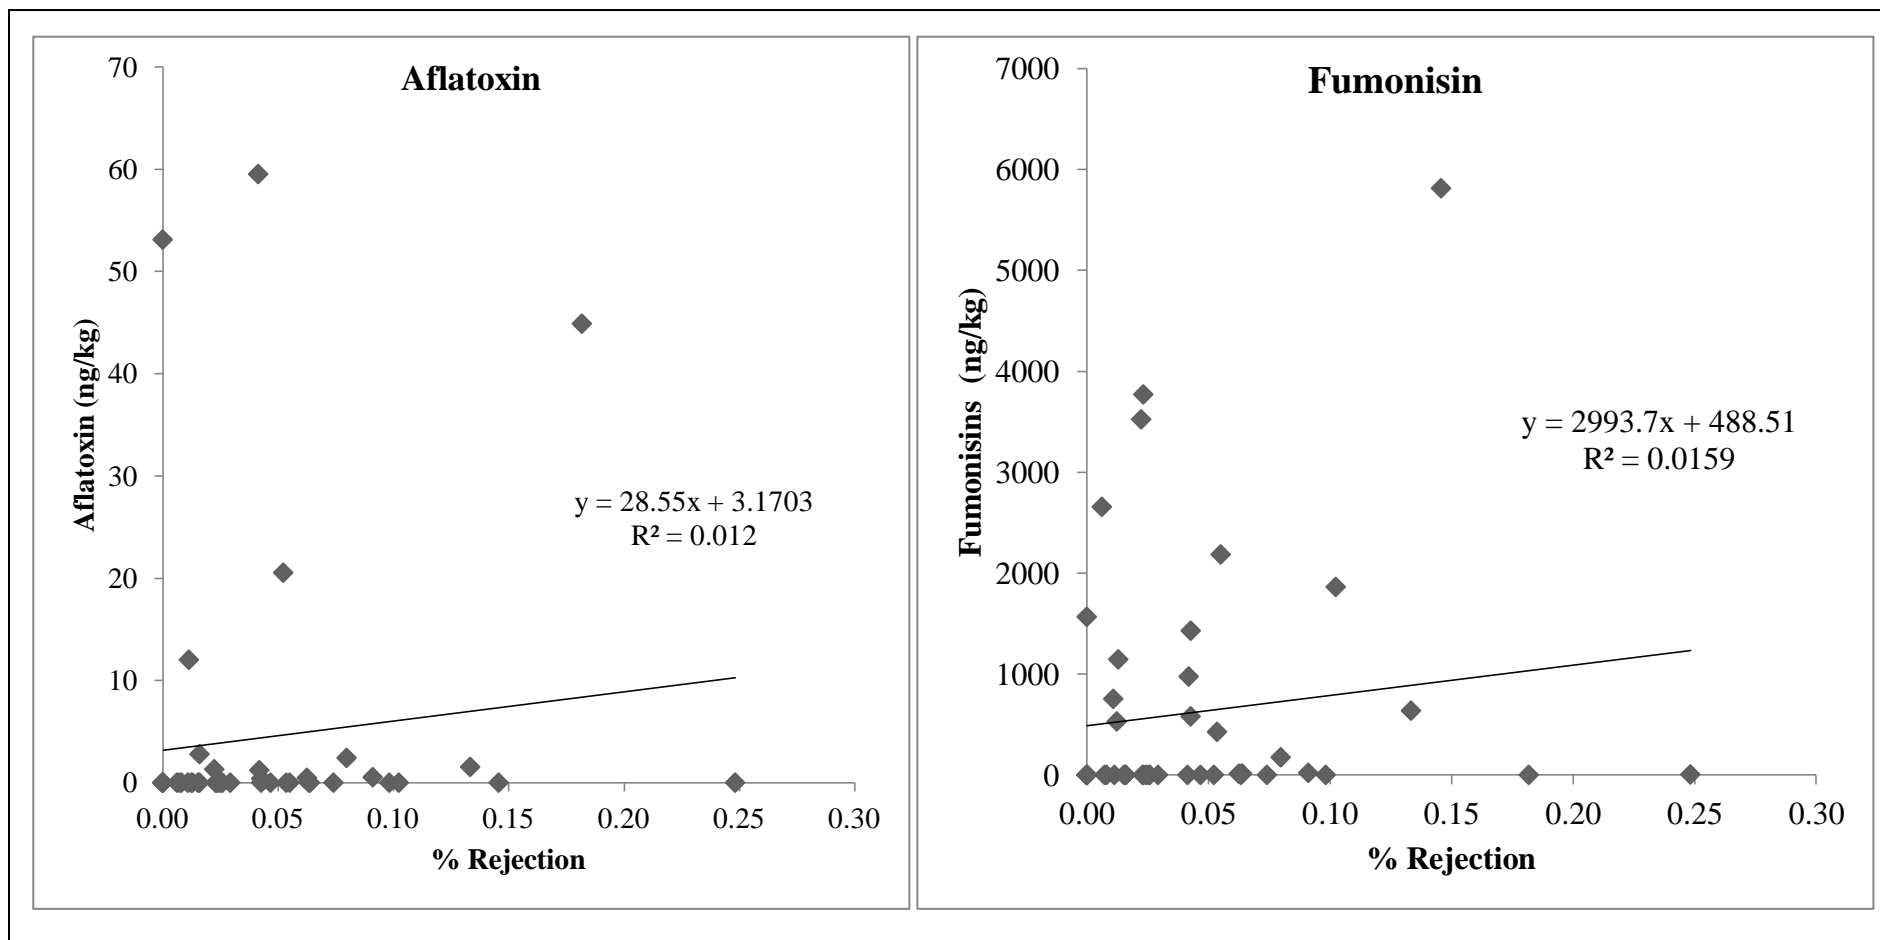 Aflatoxin
70
60
50
40
30
20
10
0
Aflatoxin (ng/kg)
y = 28.55x + 3.1703
R² = 0.012
0.00 0.05 0.10 0.15 0.20 0.25 0.30
% Rejection
Fumonisin
7000
6000
5000
4000
3000
2000
1000
0
Fumonisins (ng/kg)
y = 2993.7x + 488.51
R² = 0.0159
0.00 0.05 0.10 0.15 0.20 0.25 0.30
% Rejection